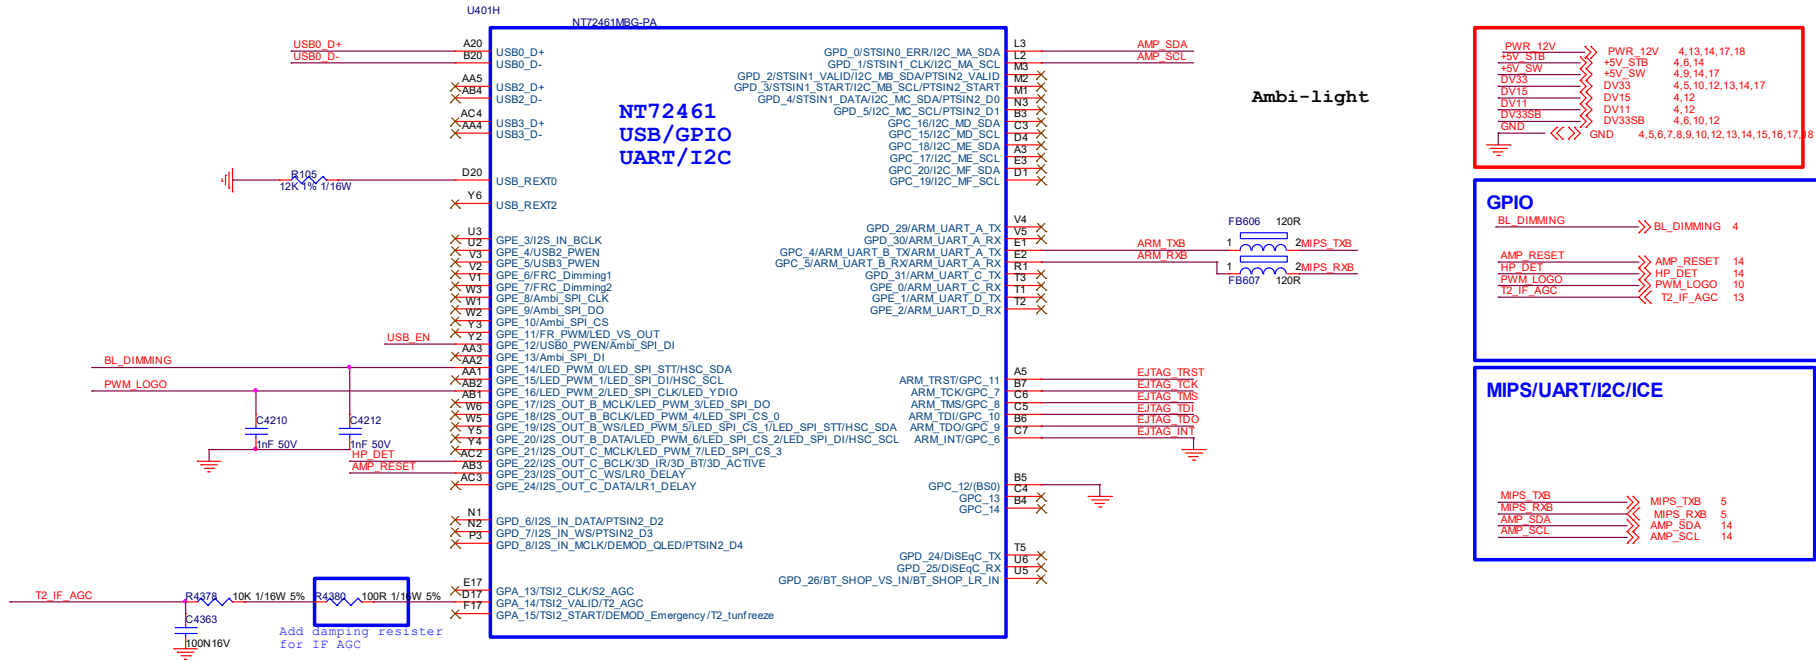 U401H
NT72461MBG-PA
NT72461
USB/GPIO
UART/I2C
Ambi-light
USB0_D+ A20 USB0_D+
USB0_D- B20 USB0_D-
AA5 USB2_D+
AB4 USB2_D-
AC4 USB3_D+
AA4 USB3_D-
R105 D20 USB_REXT0
12K 1% 1/16W
Y6 USB_REXT2
U3 GPE_3/I2S_IN_BCLK
U2 GPE_4/USB2_PWEN
V3 GPE_5/USB3_PWEN
V2 GPE_6/FRC_Dimming1
V1 GPE_7/FRC_Dimming2
W3 GPE_8/Ambi_SPI_CLK
W1 GPE_9/Ambi_SPI_DO
W2 GPE_10/Ambi_SPI_CS
Y3 GPE_11/FR_PWM/LED_VS_OUT
USB_EN Y2 GPE_12/USB0_PWEN/Ambi_SPI_DI
AA3 GPE_13/Ambi_SPI_DI
BL_DIMMING AA2 GPE_14/LED_PWM_0/LED_SPI_STT/HSC_SDA
AA1 GPE_15/LED_PWM_1/LED_SPI_DI/HSC_SCL
PWM_LOGO AB2 GPE_16/LED_PWM_2/LED_SPI_CLK/LED_YDIO
AB1 GPE_17/I2S_OUT_B_MCLK/LED_PWM_3/LED_SPI_DO
W6 GPE_18/I2S_OUT_B_BCLK/LED_PWM_4/LED_SPI_CS_0
W5 GPE_19/I2S_OUT_B_WS/LED_PWM_5/LED_SPI_CS_1/LED_SPI_STT/HSC_SDA
Y5 GPE_20/I2S_OUT_B_DATA/LED_PWM_6/LED_SPI_CS_2/LED_SPI_DI/HSC_SCL
Y4 GPE_21/I2S_OUT_C_MCLK/LED_PWM_7/LED_SPI_CS_3
HP_DET AC2 GPE_22/I2S_OUT_C_BCLK/3D_IR/3D_BT/3D_ACTIVE
AMP_RESET AB3 GPE_23/I2S_OUT_C_WS/LR0_DELAY
AC3 GPE_24/I2S_OUT_C_DATA/LR1_DELAY
C4210 C4212
1nF 50V 1nF 50V
N1 GPD_6/I2S_IN_DATA/PTSIN2_D2
N2 GPD_7/I2S_IN_WS/PTSIN2_D3
P3 GPD_8/I2S_IN_MCLK/DEMOD_QLED/PTSIN2_D4
E17 GPA_13/TSI2_CLK/S2_AGC
T2_IF_AGC R4378 10K 1/16W 5% R4380 100R 1/16W 5% D17 GPA_14/TSI2_VALID/T2_AGC
F17 GPA_15/TSI2_START/DEMOD_Emergency/T2_tunfreeze
C4363
100N16V
Add damping resister
for IF AGC
GPD_0/STSIN0_ERR/I2C_MA_SDA L3 AMP_SDA
GPD_1/STSIN1_CLK/I2C_MA_SCL L2 AMP_SCL
GPD_2/STSIN1_VALID/I2C_MB_SDA/PTSIN2_VALID M3
GPD_3/STSIN1_START/I2C_MB_SCL/PTSIN2_START M2
GPD_4/STSIN1_DATA/I2C_MC_SDA/PTSIN2_D0 M1
GPD_5/I2C_MC_SCL/PTSIN2_D1 N3
GPC_16/I2C_MD_SDA B3
GPC_15/I2C_MD_SCL C3
GPC_18/I2C_ME_SDA D4
GPC_17/I2C_ME_SCL A3
GPC_20/I2C_MF_SDA E3
GPC_19/I2C_MF_SCL D1
GPD_29/ARM_UART_A_TX V4
GPD_30/ARM_UART_A_RX V5
GPC_4/ARM_UART_B_TX/ARM_UART_A_TX E1 ARM_TXB
GPC_5/ARM_UART_B_RX/ARM_UART_A_RX E2 ARM_RXB
GPD_31/ARM_UART_C_TX R1
GPE_0/ARM_UART_C_RX T3
GPE_1/ARM_UART_D_TX T1
GPE_2/ARM_UART_D_RX T2
FB606 120R
1 2 MIPS_TXB
1 2 MIPS_RXB
FB607 120R
ARM_TRST/GPC_11 A5 EJTAG_TRST
ARM_TCK/GPC_7 B7 EJTAG_TCK
ARM_TMS/GPC_8 C6 EJTAG_TMS
ARM_TDI/GPC_10 C5 EJTAG_TDI
ARM_TDO/GPC_9 B6 EJTAG_TDO
ARM_INT/GPC_6 C7 EJTAG_INT
GPC_12/(BS0) B5
GPC_13 C4
GPC_14 B4
GPD_24/DiSEqC_TX T5
GPD_25/DiSEqC_RX U6
GPD_26/BT_SHOP_VS_IN/BT_SHOP_LR_IN U5
PWR_12V PWR_12V 4,13,14,17,18
+5V_STB +5V_STB 4,6,14
+5V_SW +5V_SW 4,9,14,17
DV33 DV33 4,5,10,12,13,14,17
DV15 DV15 4,12
DV11 DV11 4,12
DV33SB DV33SB 4,6,10,12
GND GND 4,5,6,7,8,9,10,12,13,14,15,16,17,18
GPIO
BL_DIMMING BL_DIMMING 4
AMP_RESET AMP_RESET 14
HP_DET HP_DET 14
PWM_LOGO PWM_LOGO 10
T2_IF_AGC T2_IF_AGC 13
MIPS/UART/I2C/ICE
MIPS_TXB MIPS_TXB 5
MIPS_RXB MIPS_RXB 5
AMP_SDA AMP_SDA 14
AMP_SCL AMP_SCL 14